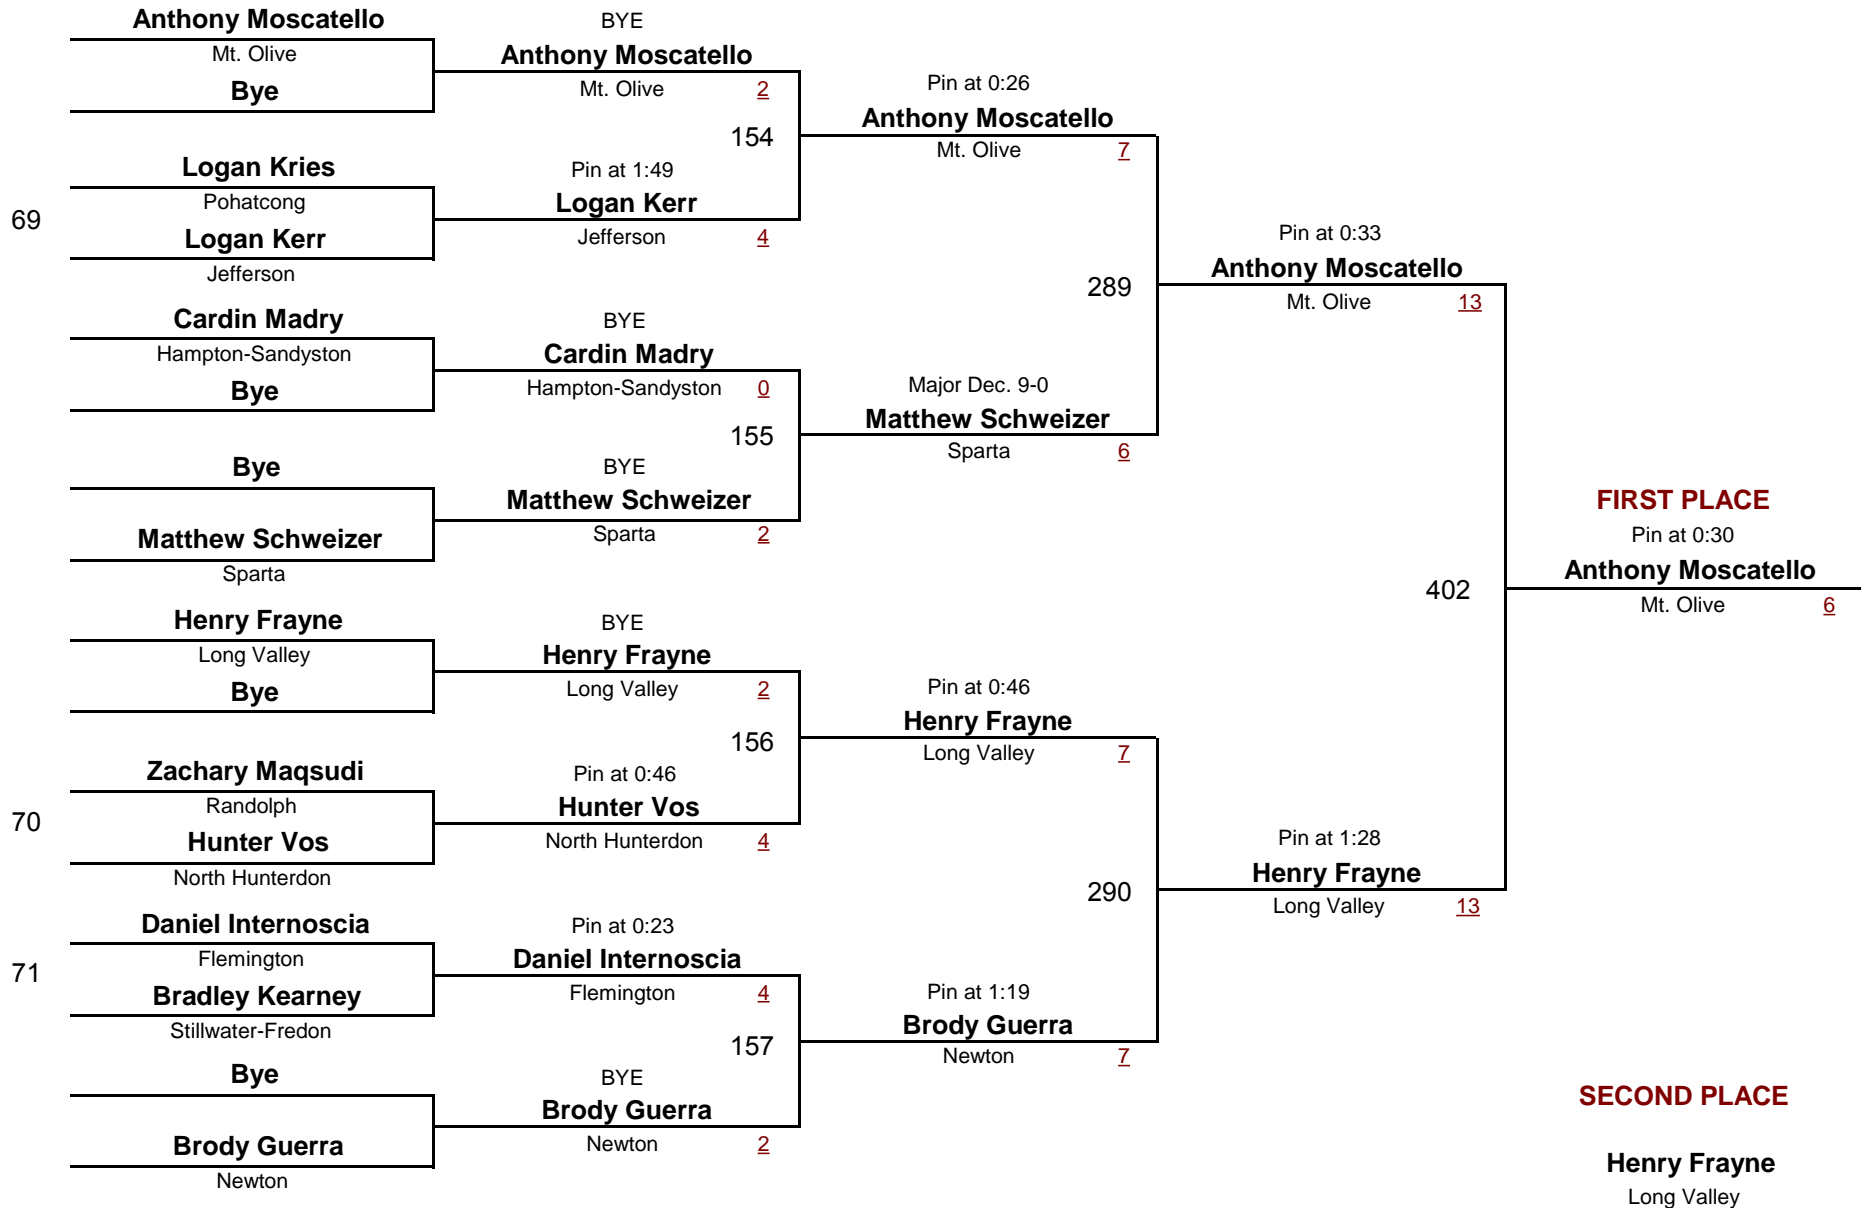 Anthony Moscatello
Mt. Olive
Bye
69
Logan Kries
Pohatcong
Logan Kerr
Jefferson
Cardin Madry
Hampton-Sandyston
Bye
Bye
Matthew Schweizer
Sparta
Henry Frayne
Long Valley
Bye
70
Zachary Maqsudi
Randolph
Hunter Vos
North Hunterdon
71
Daniel Internoscia
Flemington
Bradley Kearney
Stillwater-Fredon
Bye
Brody Guerra
Newton
BYE
Anthony Moscatello
Mt. Olive 2
154
Pin at 1:49
Logan Kerr
Jefferson 4
BYE
Cardin Madry
Hampton-Sandyston 0
155
BYE
Matthew Schweizer
Sparta 2
BYE
Henry Frayne
Long Valley 2
156
Pin at 0:46
Hunter Vos
North Hunterdon 4
Pin at 0:23
Daniel Internoscia
Flemington 4
157
BYE
Brody Guerra
Newton 2
Pin at 0:26
Anthony Moscatello
Mt. Olive 7
289
Major Dec. 9-0
Matthew Schweizer
Sparta 6
Pin at 0:46
Henry Frayne
Long Valley 7
290
Pin at 1:19
Brody Guerra
Newton 7
Pin at 0:33
Anthony Moscatello
Mt. Olive 13
402
Pin at 1:28
Henry Frayne
Long Valley 13
FIRST PLACE
Pin at 0:30
Anthony Moscatello
Mt. Olive 6
SECOND PLACE
Henry Frayne
Long Valley